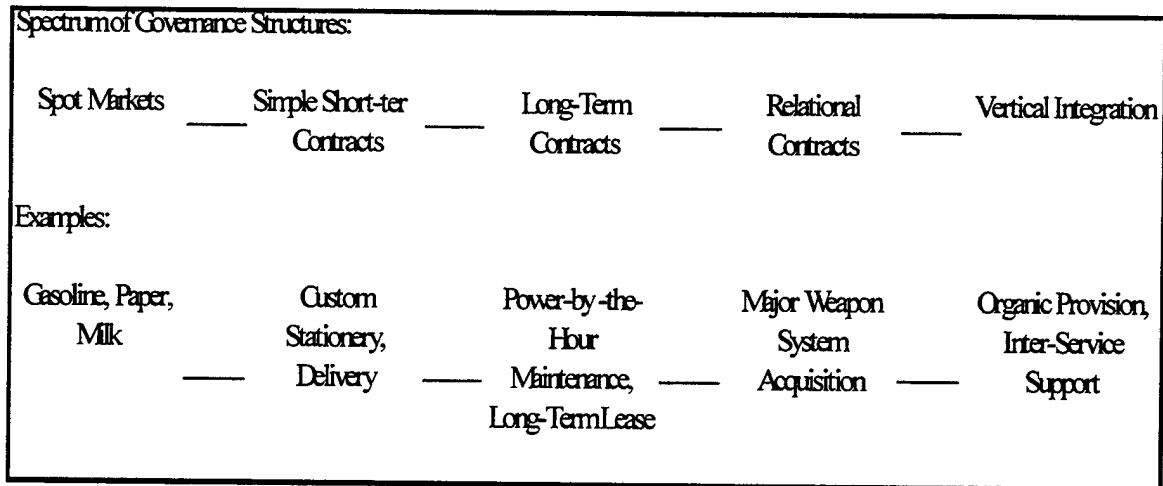 Spectrum of Governance Structures:
Spot Markets
Simple Short-ter
Contracts
Long-Term
Contracts
Relational
Contracts
Vertical Integration
Examples:
Gasoline, Paper,
Milk
Custom
Stationery,
Delivery
Power-by-the-
Hour
Maintenance,
Long-Term Lease
Major Weapon
System
Acquisition
Organic Provision,
Inter-Service
Support